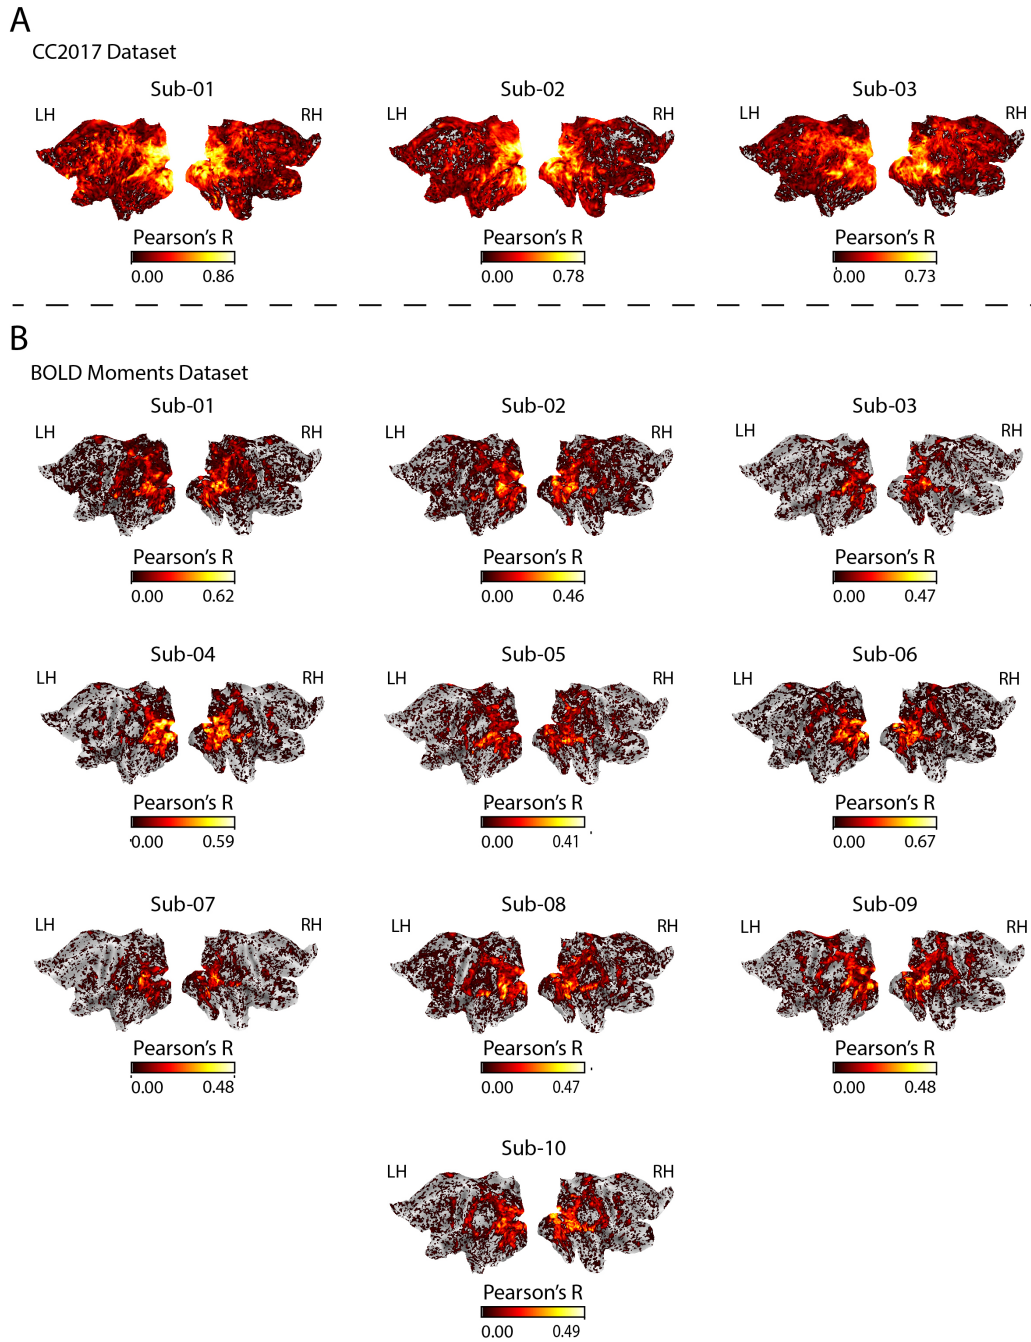 A
CC2017 Dataset
Sub-01
Sub-02
Sub-03
LH
RH
LH
RH
LH
RH
Pearson's R
Pearson's R
Pearson's R
0.00
0.86
0.00
0.78
0.00
0.73
B
BOLD Moments Dataset
Sub-01
Sub-02
Sub-03
LH
RH
LH
RH
LH
RH
Pearson's R
Pearson's R
Pearson's R
0.00
0.62
0.00
0.46
0.00
0.47
Sub-04
Sub-05
Sub-06
LH
RH
LH
RH
LH
RH
Pearson's R
Pearson's R
Pearson's R
0.00
0.59
0.00
0.41
0.00
0.67
Sub-07
Sub-08
Sub-09
LH
RH
LH
RH
LH
RH
Pearson's R
Pearson's R
Pearson's R
0.00
0.48
0.00
0.47
0.00
0.48
Sub-10
LH
RH
Pearson's R
0.00
0.49